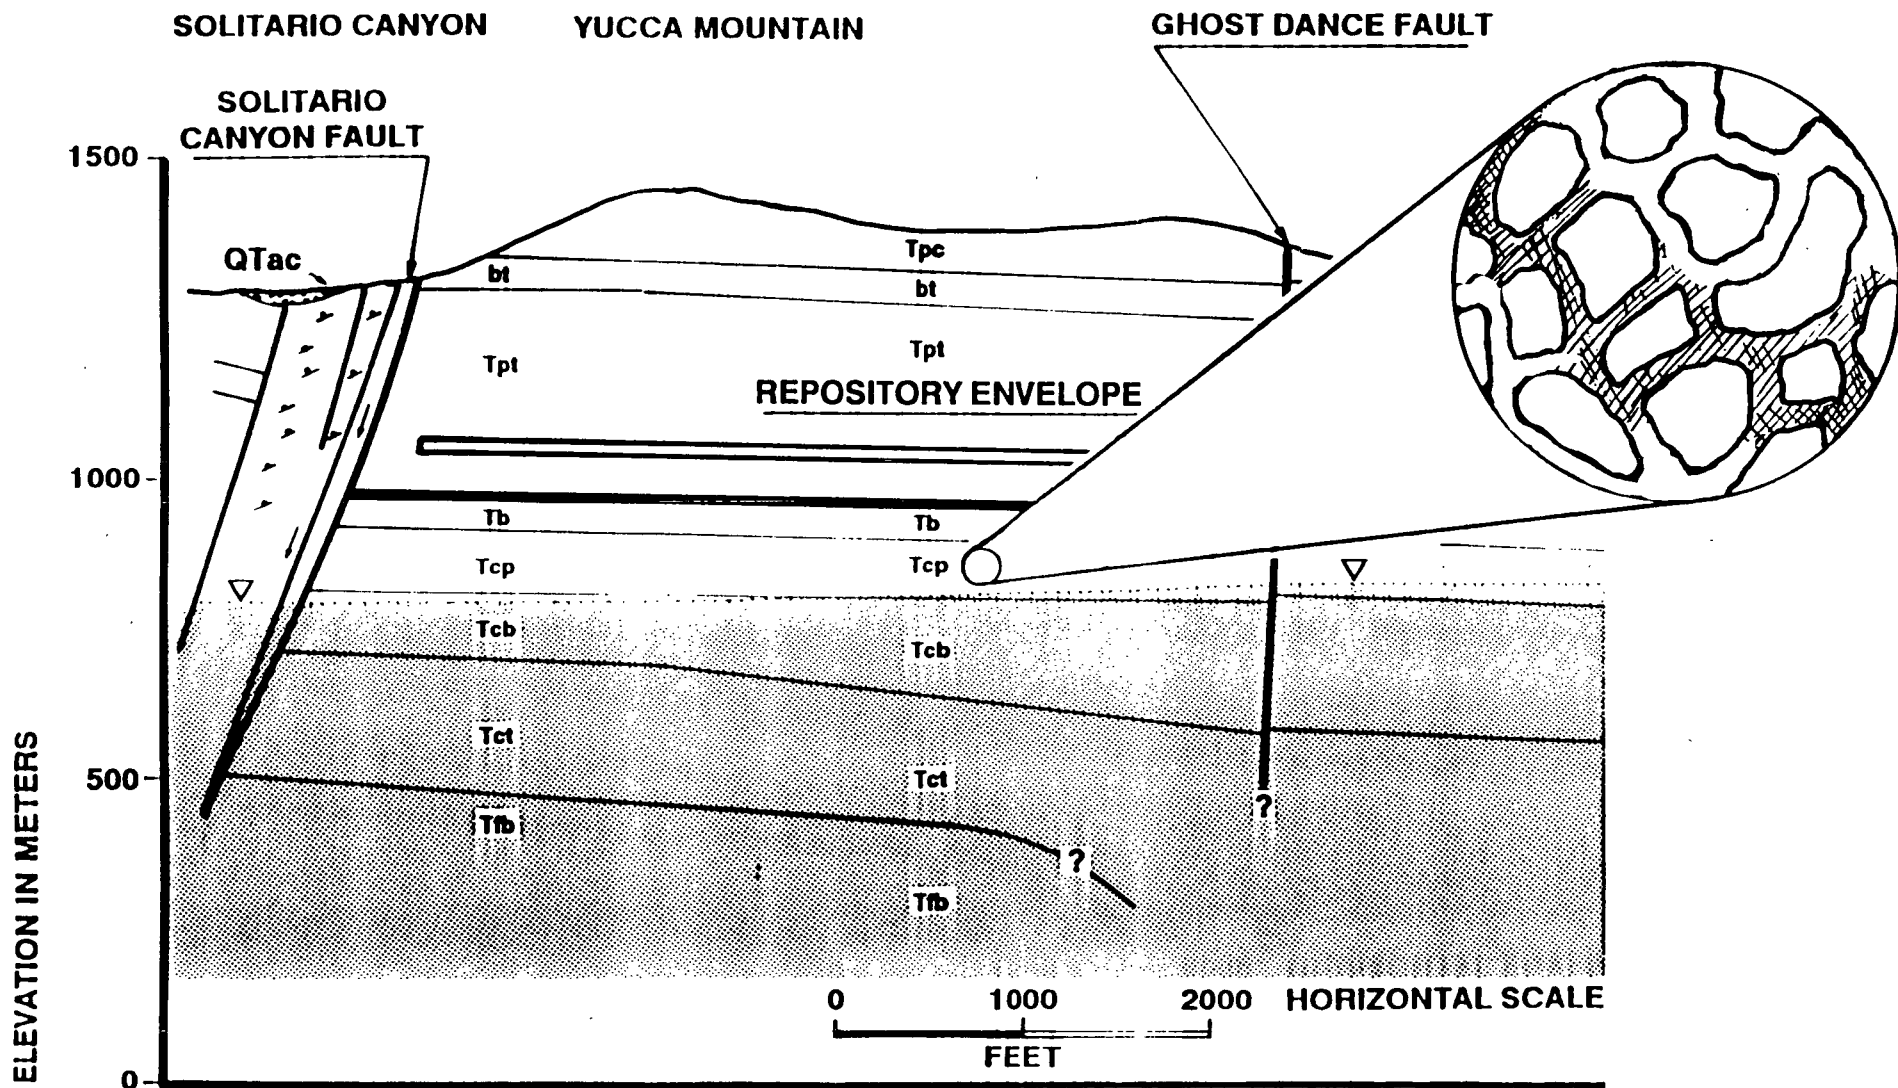 SOLITARIO CANYON
YUCCA MOUNTAIN
GHOST DANCE FAULT
SOLITARIO
CANYON FAULT
1500
QTac
Tpc
bt
bt
Tpt
Tpt
REPOSITORY ENVELOPE
1000
Tb
Tb
Tcp
Tcp
Tcb
Tcb
Tct
Tct
500
?
Tfb
?
Tfb
0 1000 2000 HORIZONTAL SCALE
FEET
ELEVATION IN METERS
0